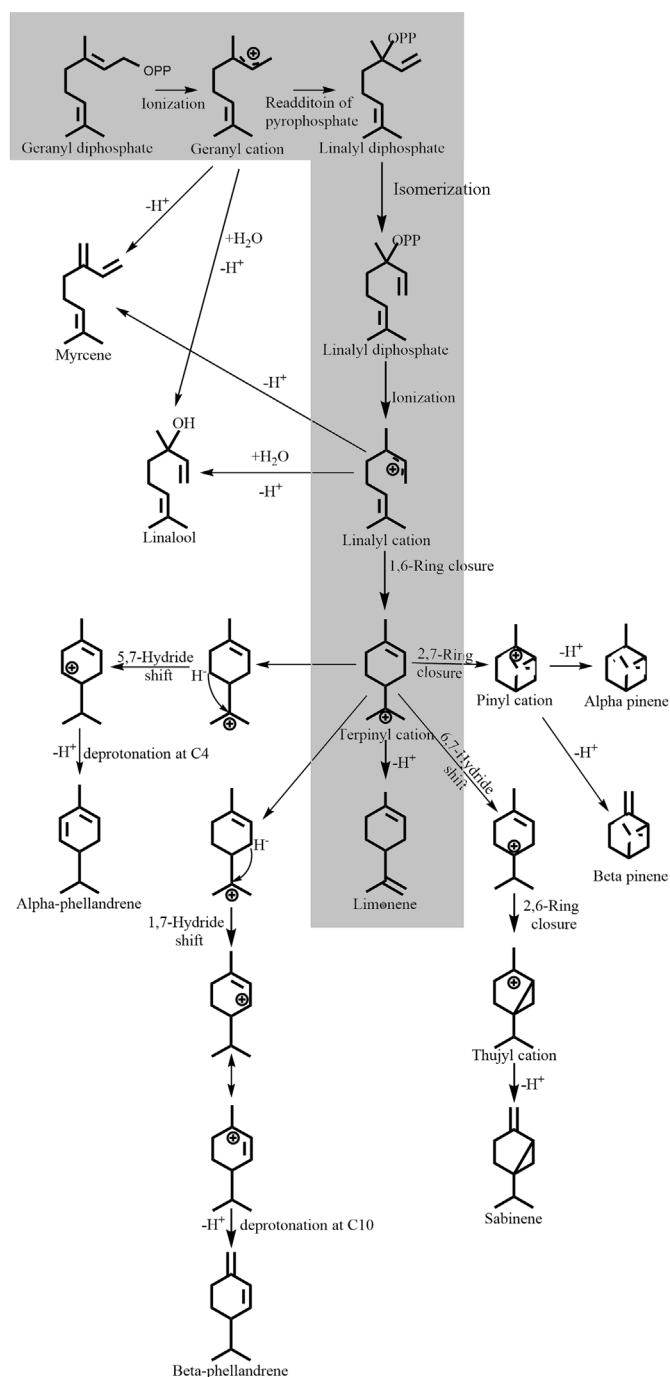 OPP
OPP
Ionization
Readditoin of
pyrophosphate
Geranyl diphosphate
Geranyl cation
Linalyl diphosphate
-H+
Isomerization
+H2O
-H+
OPP
Myrcene
Linalyl diphosphate
-H+
Ionization
OH
+H2O
-H+
Linalool
Linalyl cation
1,6-Ring closure
5,7-Hydride
shift
H-
2,7-Ring
closure
-H+
Pinyl cation
Alpha pinene
Terpinyl cation
-H+
deprotonation at C4
-H+
6,7-Hydride
shift
-H+
H-
Alpha-phellandrene
Limonene
Beta pinene
1,7-Hydride
shift
2,6-Ring
closure
Thujyl cation
-H+
Sabinene
-H+
deprotonation at C10
Beta-phellandrene